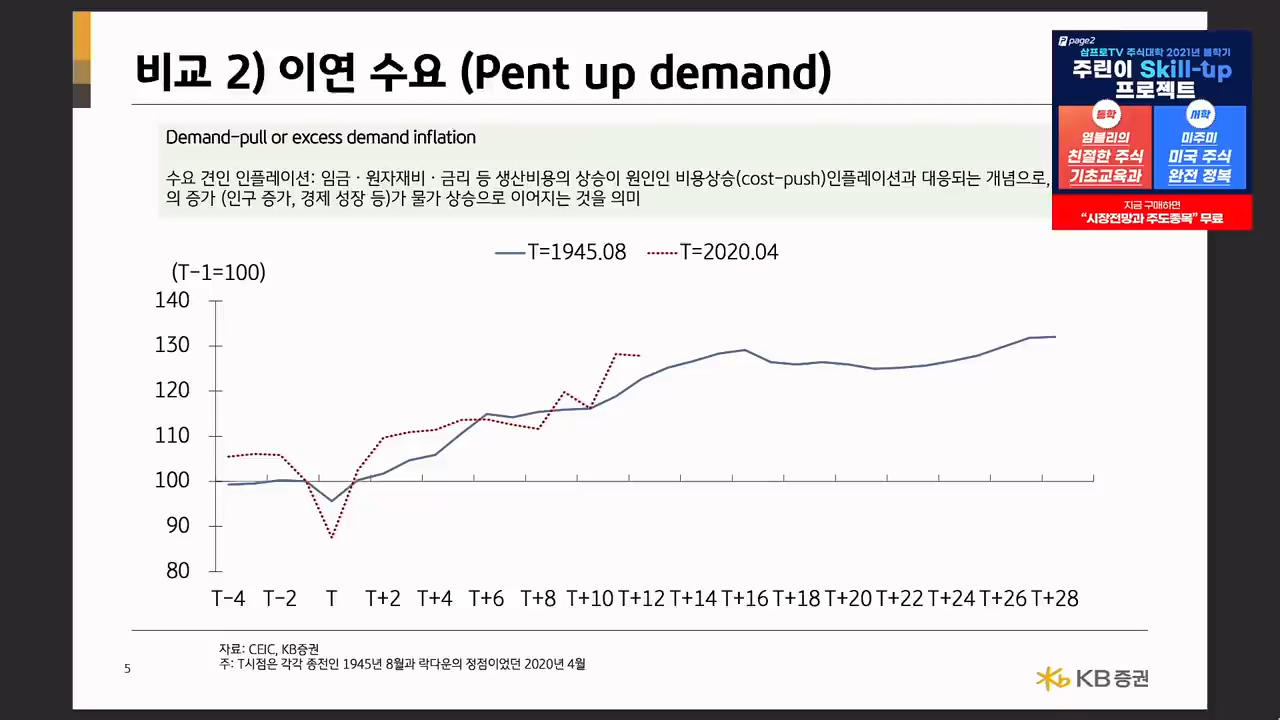 비교 2) 이연 수요 (Pent up demand)
page2
삼프로TV 주식대학 2021년 봄학기
주린이 Skill-up
프로젝트
동학
염블리의
친절한 주식
기초교육과
서학
미주미
미국 주식
완전 정복
지금 구매하면
“시장전망과 주도종목” 무료
Demand-pull or excess demand inflation
수요 견인 인플레이션: 임금 · 원자재비 · 금리 등 생산비용의 상승이 원인인 비용상승(cost-push)인플레이션과 대응되는 개념으로,
의 증가 (인구 증가, 경제 성장 등)가 물가 상승으로 이어지는 것을 의미
T=1945.08 T=2020.04
(T-1=100)
140
130
120
110
100
90
80
T-4 T-2 T T+2 T+4 T+6 T+8 T+10 T+12 T+14 T+16 T+18 T+20 T+22 T+24 T+26 T+28
자료: CEIC, KB증권
주: T시점은 각각 종전인 1945년 8월과 락다운의 정점이었던 2020년 4월
5
KB증권